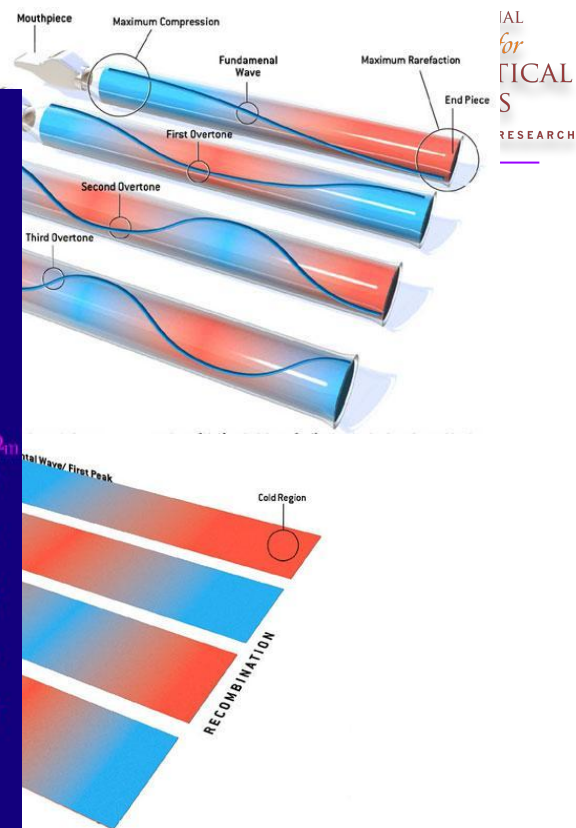 Mouthpiece
Maximum Compression
NAL
for
TICAL
S
RESEARCH
Fundamenal
Wave
Maximum Rarefaction
End Piece
First Overtone
Second Overtone
Third Overtone
ntal Wave/ First Peak
Cold Region
RECOMBINATION